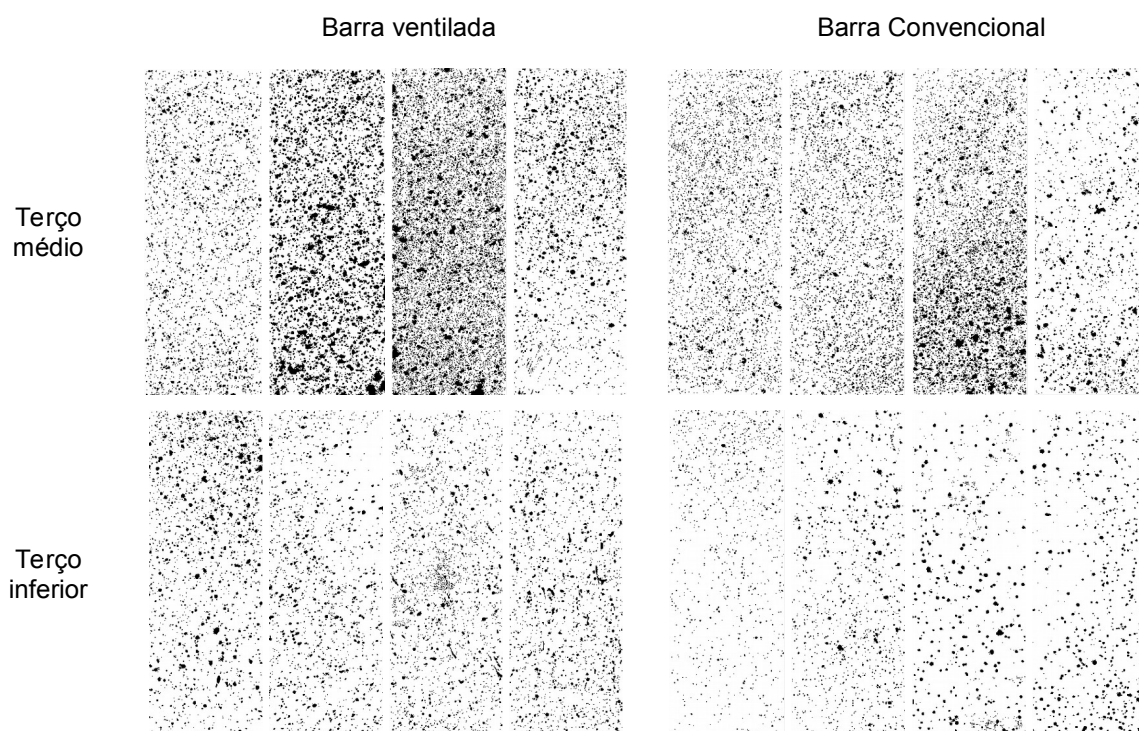 Barra ventilada
Barra Convencional
Terço
médio
Terço
inferior